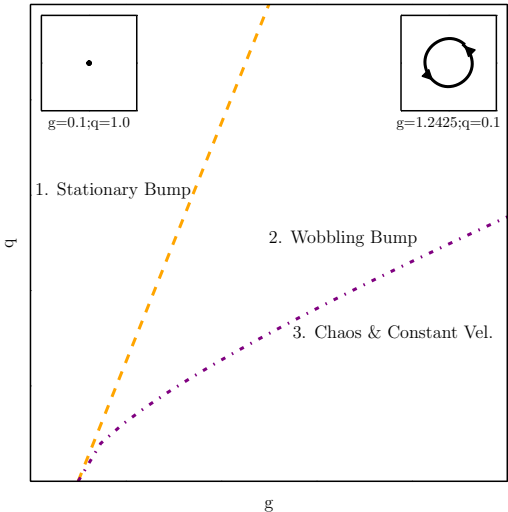 g=0.1;q=1.0
g=1.2425;q=0.1
1. Stationary Bump
2. Wobbling Bump
q
3. Chaos & Constant Vel.
g